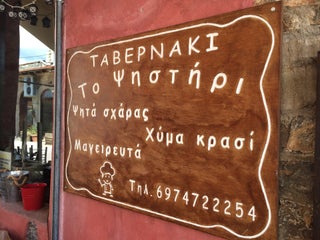 ΤΑΒΕΡΝΑΚΙ
ΤΟ Ψηστήρι
Ψητά σχάρας
Χύμα κρασί
Μαγειρευτά
Τηλ. 6974722254